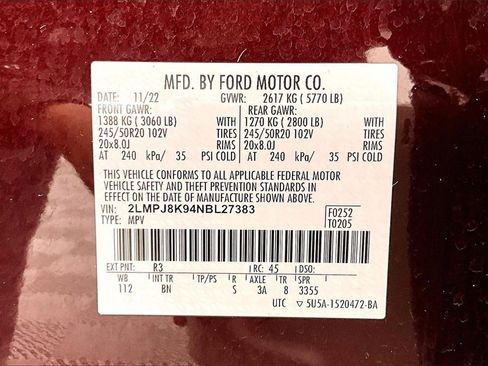 MFD. BY FORD MOTOR CO.
DATE: 11/22 GVWR: 2617 KG ( 5770 LB)
FRONT GAWR: REAR GAWR:
1388 KG ( 3060 LB) 1270 KG ( 2800 LB)
245/50R20 102V TIRES 245/50R20 102V TIRES
20x8.0J RIMS 20x8.0J RIMS
AT 240 kPa/ 35 PSI COLD AT 240 kPa/ 35 PSI COLD
THIS VEHICLE CONFORMS TO ALL APPLICABLE FEDERAL MOTOR
VEHICLE SAFETY AND THEFT PREVENTION STANDARDS IN
EFFECT ON THE DATE OF MANUFACTURE SHOWN ABOVE.
VIN: 2LMPJ8K94NBL27383 F0252
TYPE: MPV T0205
EXT PNT: R3 RC: 45 DSO:
WB INT TR TP/PS R AXLE TR SPR
112 BN S 3A 8 3355
UTC ▽ 5U5A-1520472-BA